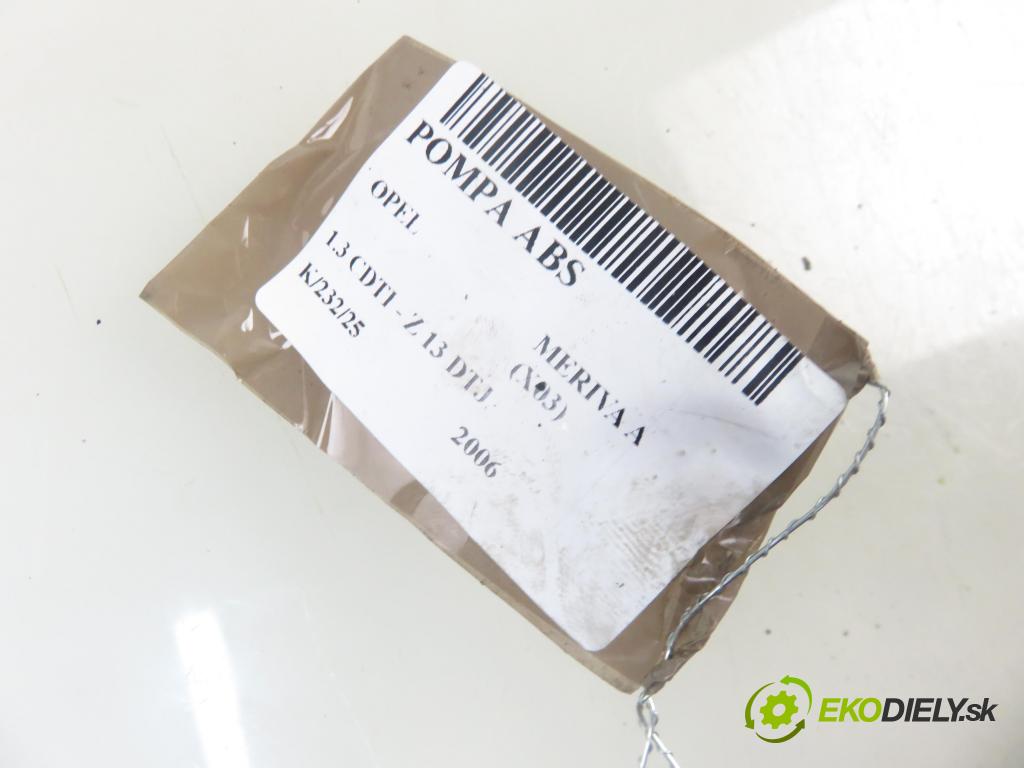 POMPA ABS
OPEL
MERIVA A
(X03)
1.3 CDTI - Z 13 DTJ
2006
K/232/25
EKODIELY.sk